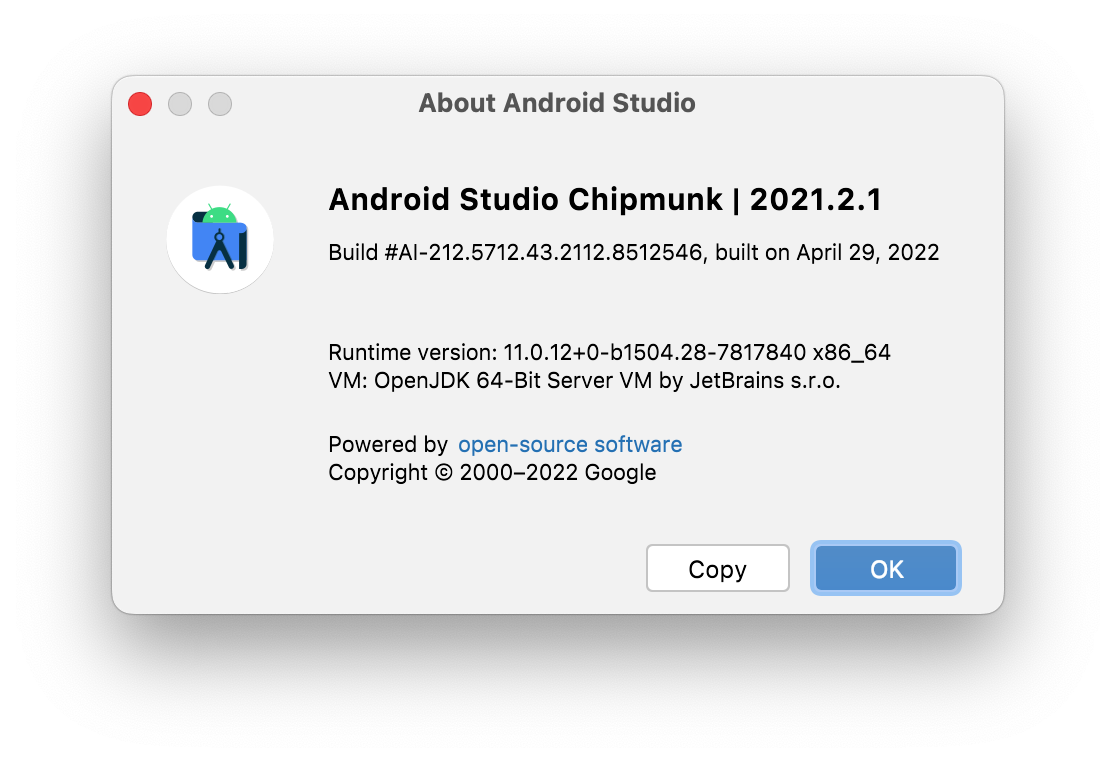 About Android Studio
Android Studio Chipmunk | 2021.2.1
Build #AI-212.5712.43.2112.8512546, built on April 29, 2022
Runtime version: 11.0.12+0-b1504.28-7817840 x86_64
VM: OpenJDK 64-Bit Server VM by JetBrains s.r.o.
Powered by open-source software
Copyright © 2000–2022 Google
Copy
OK